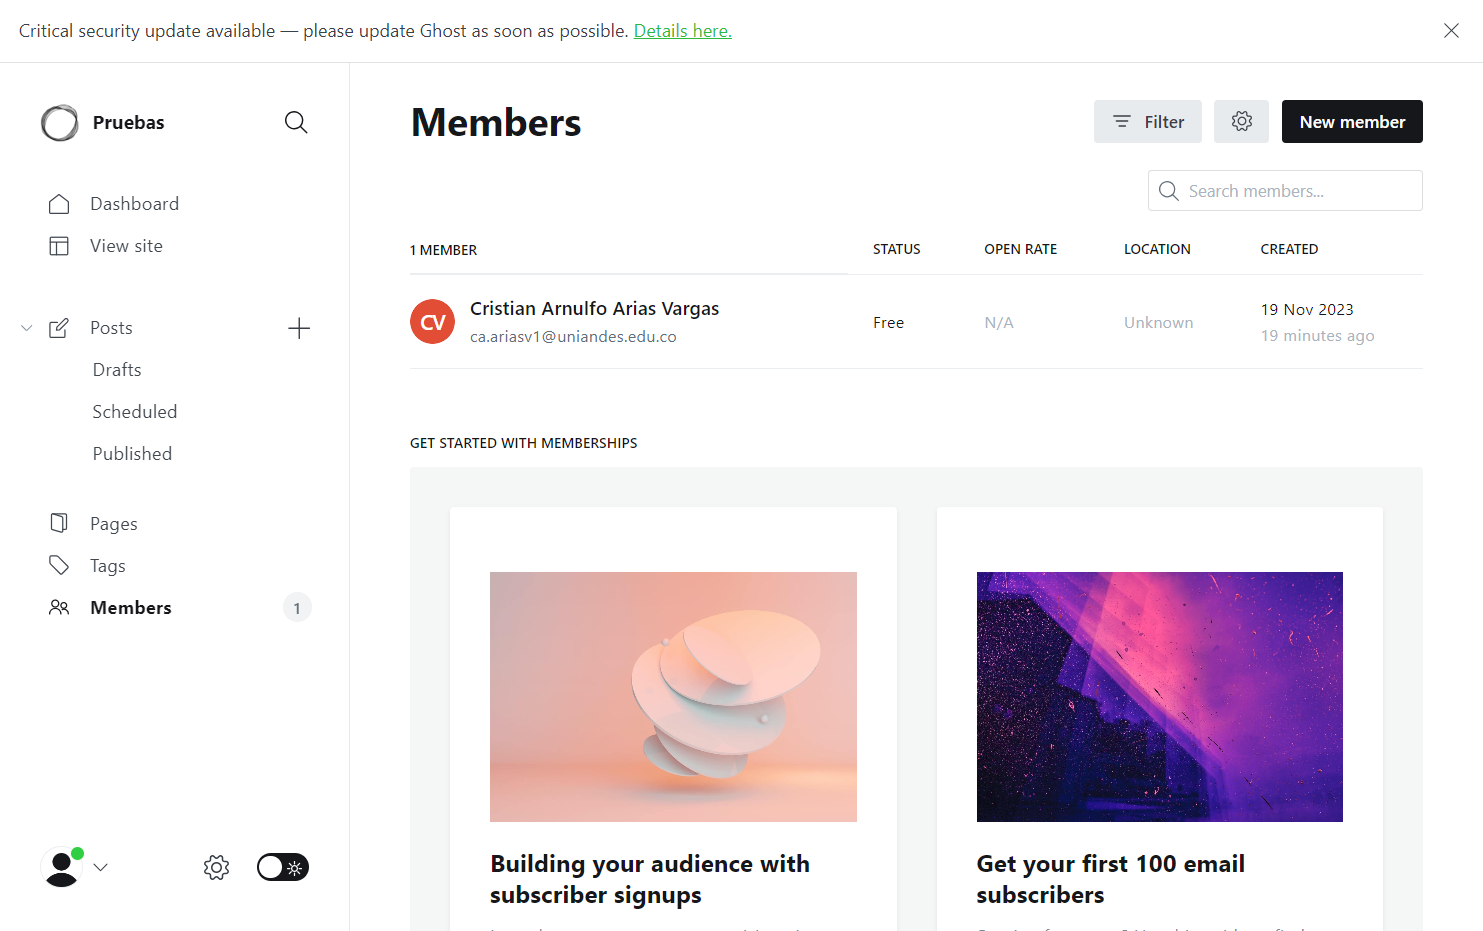 Critical security update available — please update Ghost as soon as possible. Details here.
Pruebas
Dashboard
View site
Posts
Drafts
Scheduled
Published
Pages
Tags
Members 1
Members
Filter
New member
Search members...
1 MEMBER STATUS OPEN RATE LOCATION CREATED
CV
Cristian Arnulfo Arias Vargas
ca.ariasv1@uniandes.edu.co
Free N/A Unknown
19 Nov 2023
19 minutes ago
GET STARTED WITH MEMBERSHIPS
Building your audience with
subscriber signups
Get your first 100 email
subscribers